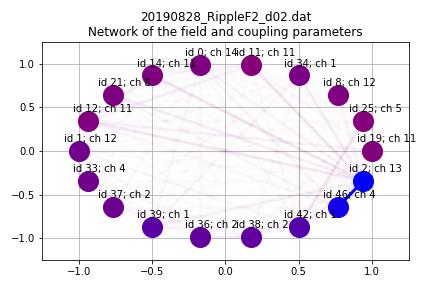 20190828_RippleF2_d02.dat
Network of the field and coupling parameters
id 0; ch 14
id 11; ch 11
id 14; ch 11
id 34; ch 1
id 21; ch 8
id 8; ch 12
id 12; ch 11
id 25; ch 5
id 1; ch 12
id 19; ch 11
id 33; ch 4
id 2; ch 13
id 37; ch 2
id 46; ch 4
id 39; ch 1
id 36; ch 2
id 38; ch 2
id 42; ch
1.0
0.5
0.0
−0.5
−1.0
−1.0 −0.5 0.0 0.5 1.0